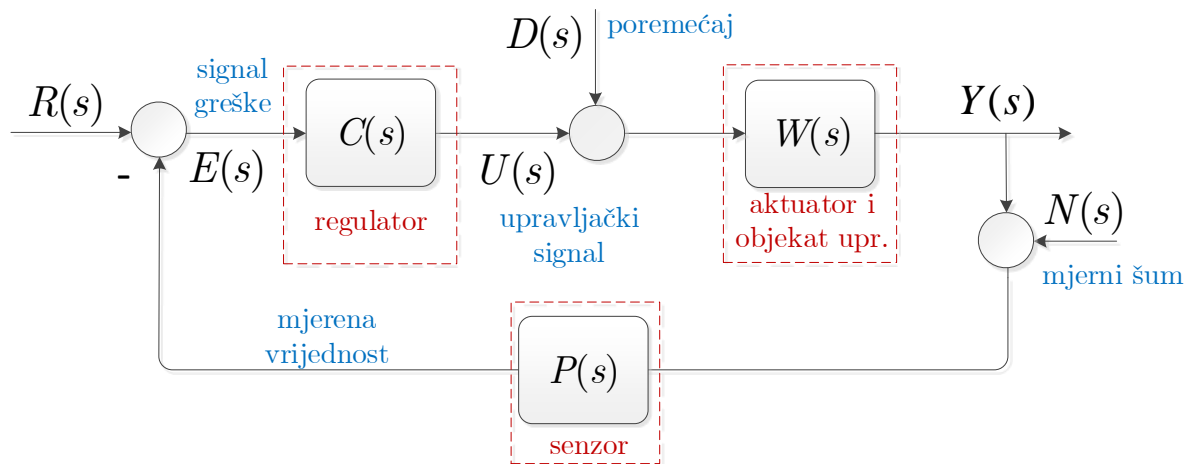 D(s)
poremećaj
signal
greške
R(s)
C(s)
W(s)
Y(s)
-
E(s)
U(s)
regulator
upravljački
signal
aktuator i
objekat upr.
N(s)
mjerni šum
mjerena
vrijednost
P(s)
senzor